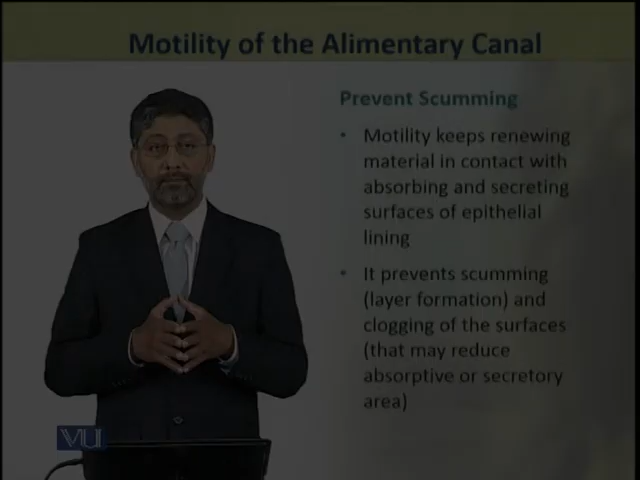 Motility of the Alimentary Canal
Prevent Scumming
• Motility keeps renewing
material in contact with
absorbing and secreting
surfaces of epithelial
lining
• It prevents scumming
(layer formation) and
clogging of the surfaces
(that may reduce
absorptive or secretory
area)
VU